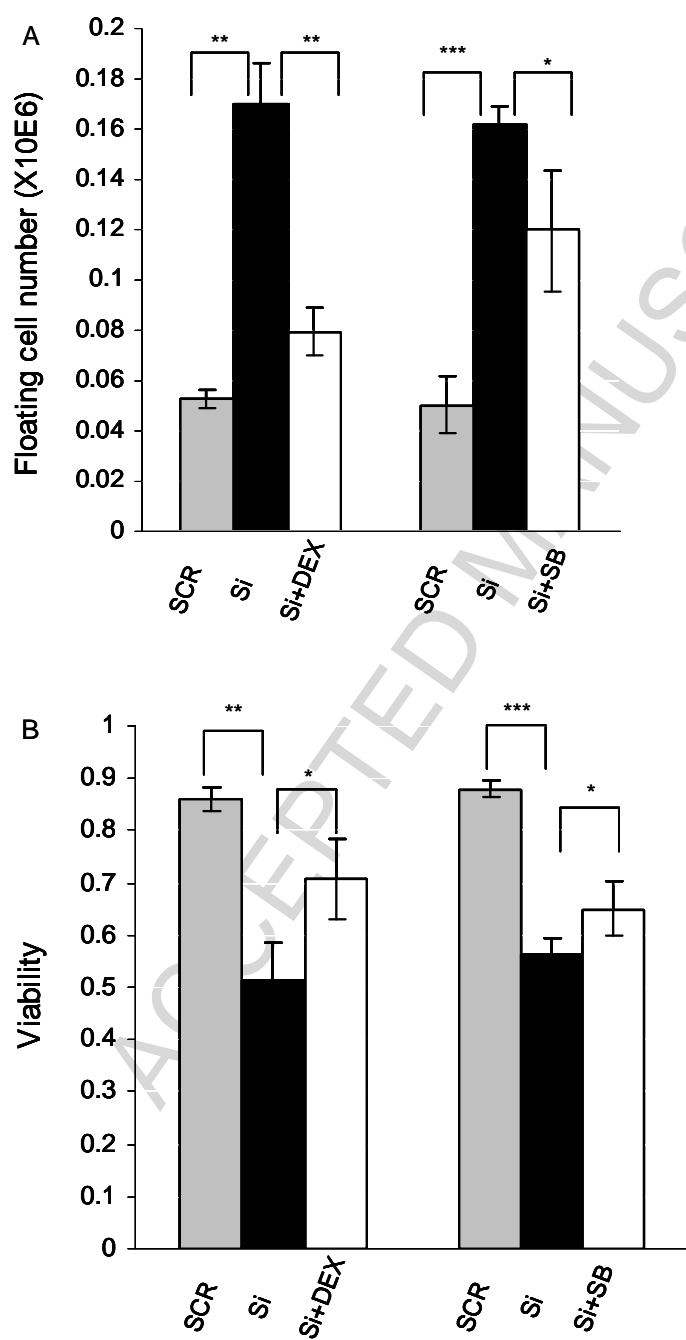 A
** ** *** *
Floating cell number (X10E6)
0.2
0.18
0.16
0.14
0.12
0.1
0.08
0.06
0.04
0.02
0
SCR Si Si+DEX SCR Si Si+SB
B
** * *** *
Viability
1
0.9
0.8
0.7
0.6
0.5
0.4
0.3
0.2
0.1
0
SCR Si Si+DEX SCR Si Si+SB
ACCEPTED MANUSC